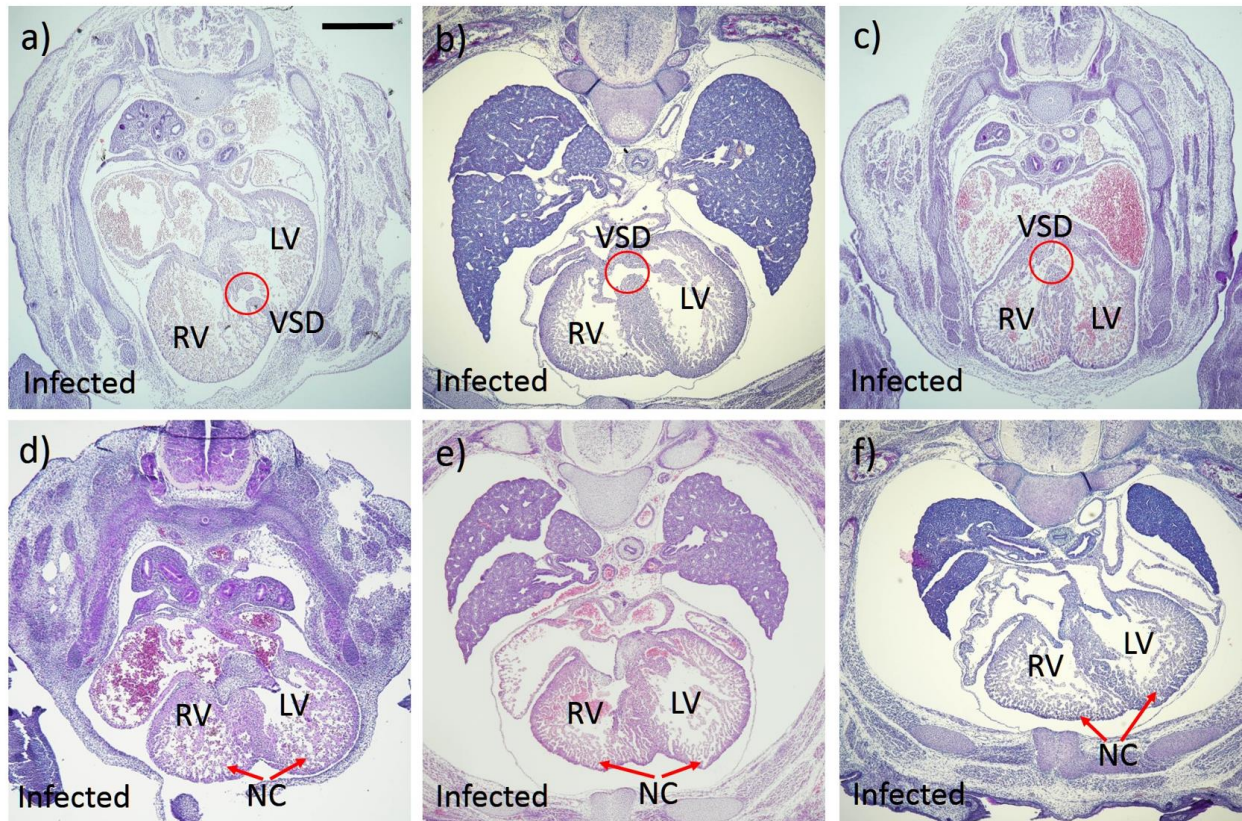 a)
LV
RV
VSD
Infected
b)
VSD
RV
LV
Infected
c)
VSD
RV
LV
Infected
d)
RV
LV
NC
Infected
e)
RV
LV
NC
Infected
f)
RV
LV
NC
Infected